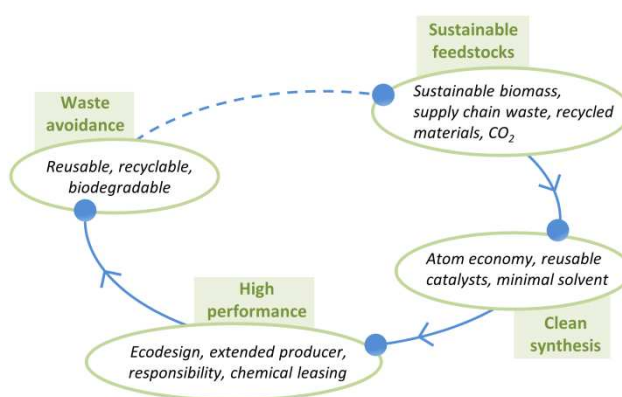 Sustainable
feedstocks
Sustainable biomass,
supply chain waste, recycled
materials, CO₂
Waste
avoidance
Reusable, recyclable,
biodegradable
Atom economy, reusable
catalysts, minimal solvent
Clean
synthesis
High
performance
Ecodesign, extended producer,
responsibility, chemical leasing